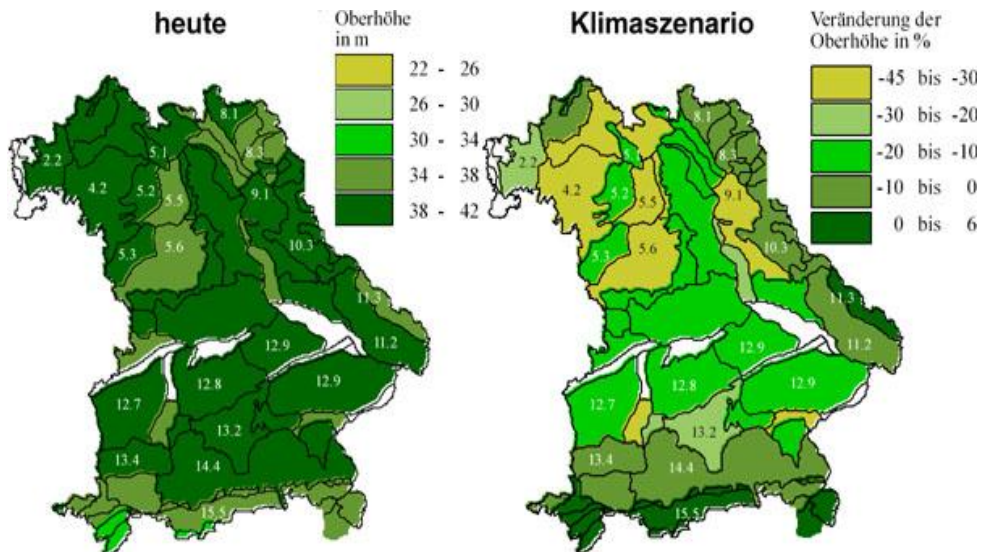 heute
Oberhöhe
in m
22 - 26
26 - 30
30 - 34
34 - 38
38 - 42
8.1
2.2
5.1
8.3
4.2
5.2
5.5
9.1
5.3
5.6
10.3
11.3
11.2
12.9
12.8
12.9
12.7
13.2
13.4
14.4
15.5
Klimaszenario
Veränderung der
Oberhöhe in %
-45 bis -30
-30 bis -20
-20 bis -10
-10 bis 0
0 bis 6
8.1
2.2
5.1
8.3
4.2
5.2
5.5
9.1
5.3
5.6
10.3
11.3
11.2
12.9
12.8
12.9
12.7
13.2
13.4
14.4
15.5